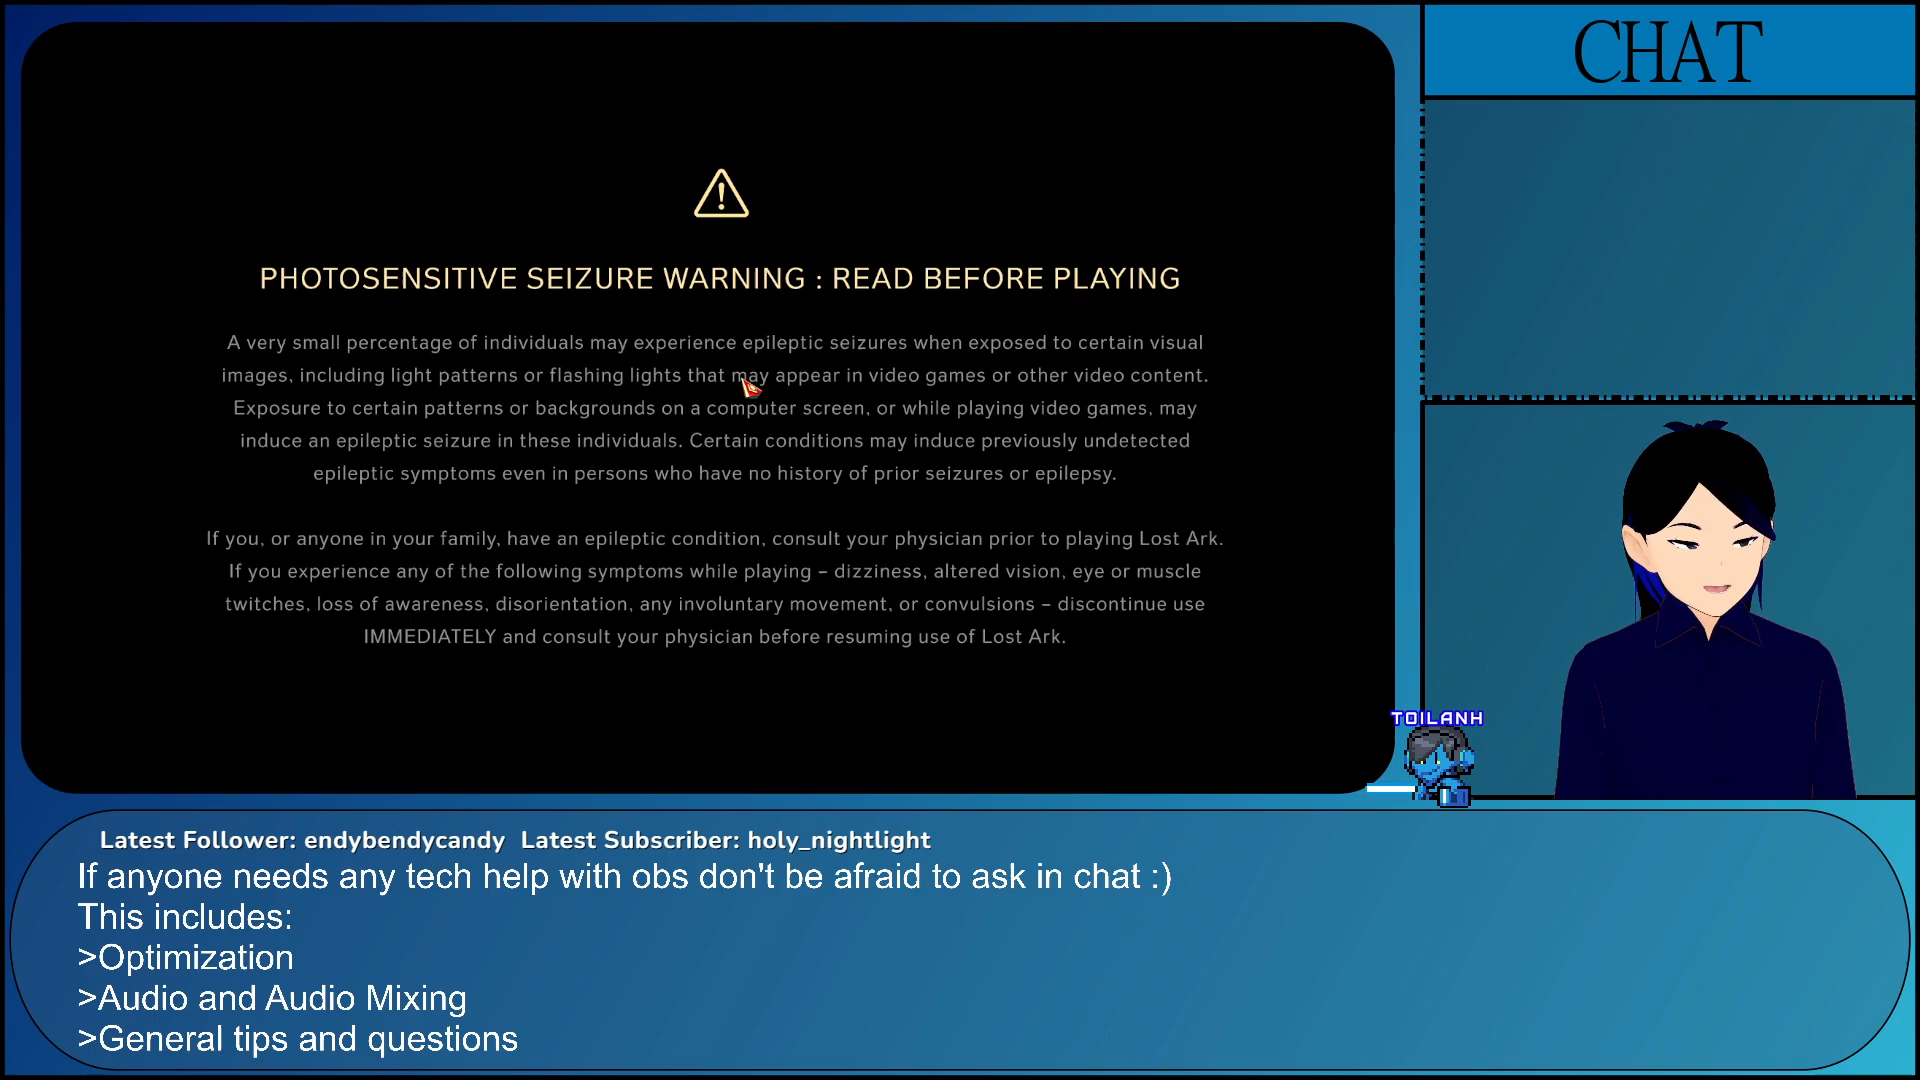 CHAT
PHOTOSENSITIVE SEIZURE WARNING : READ BEFORE PLAYING
A very small percentage of individuals may experience epileptic seizures when exposed to certain visual
images, including light patterns or flashing lights that may appear in video games or other video content.
Exposure to certain patterns or backgrounds on a computer screen, or while playing video games, may
induce an epileptic seizure in these individuals. Certain conditions may induce previously undetected
epileptic symptoms even in persons who have no history of prior seizures or epilepsy.
If you, or anyone in your family, have an epileptic condition, consult your physician prior to playing Lost Ark.
If you experience any of the following symptoms while playing – dizziness, altered vision, eye or muscle
twitches, loss of awareness, disorientation, any involuntary movement, or convulsions – discontinue use
IMMEDIATELY and consult your physician before resuming use of Lost Ark.
TOILANH
Latest Follower: endybendycandy Latest Subscriber: holy_nightlight
If anyone needs any tech help with obs don't be afraid to ask in chat :)
This includes:
>Optimization
>Audio and Audio Mixing
>General tips and questions